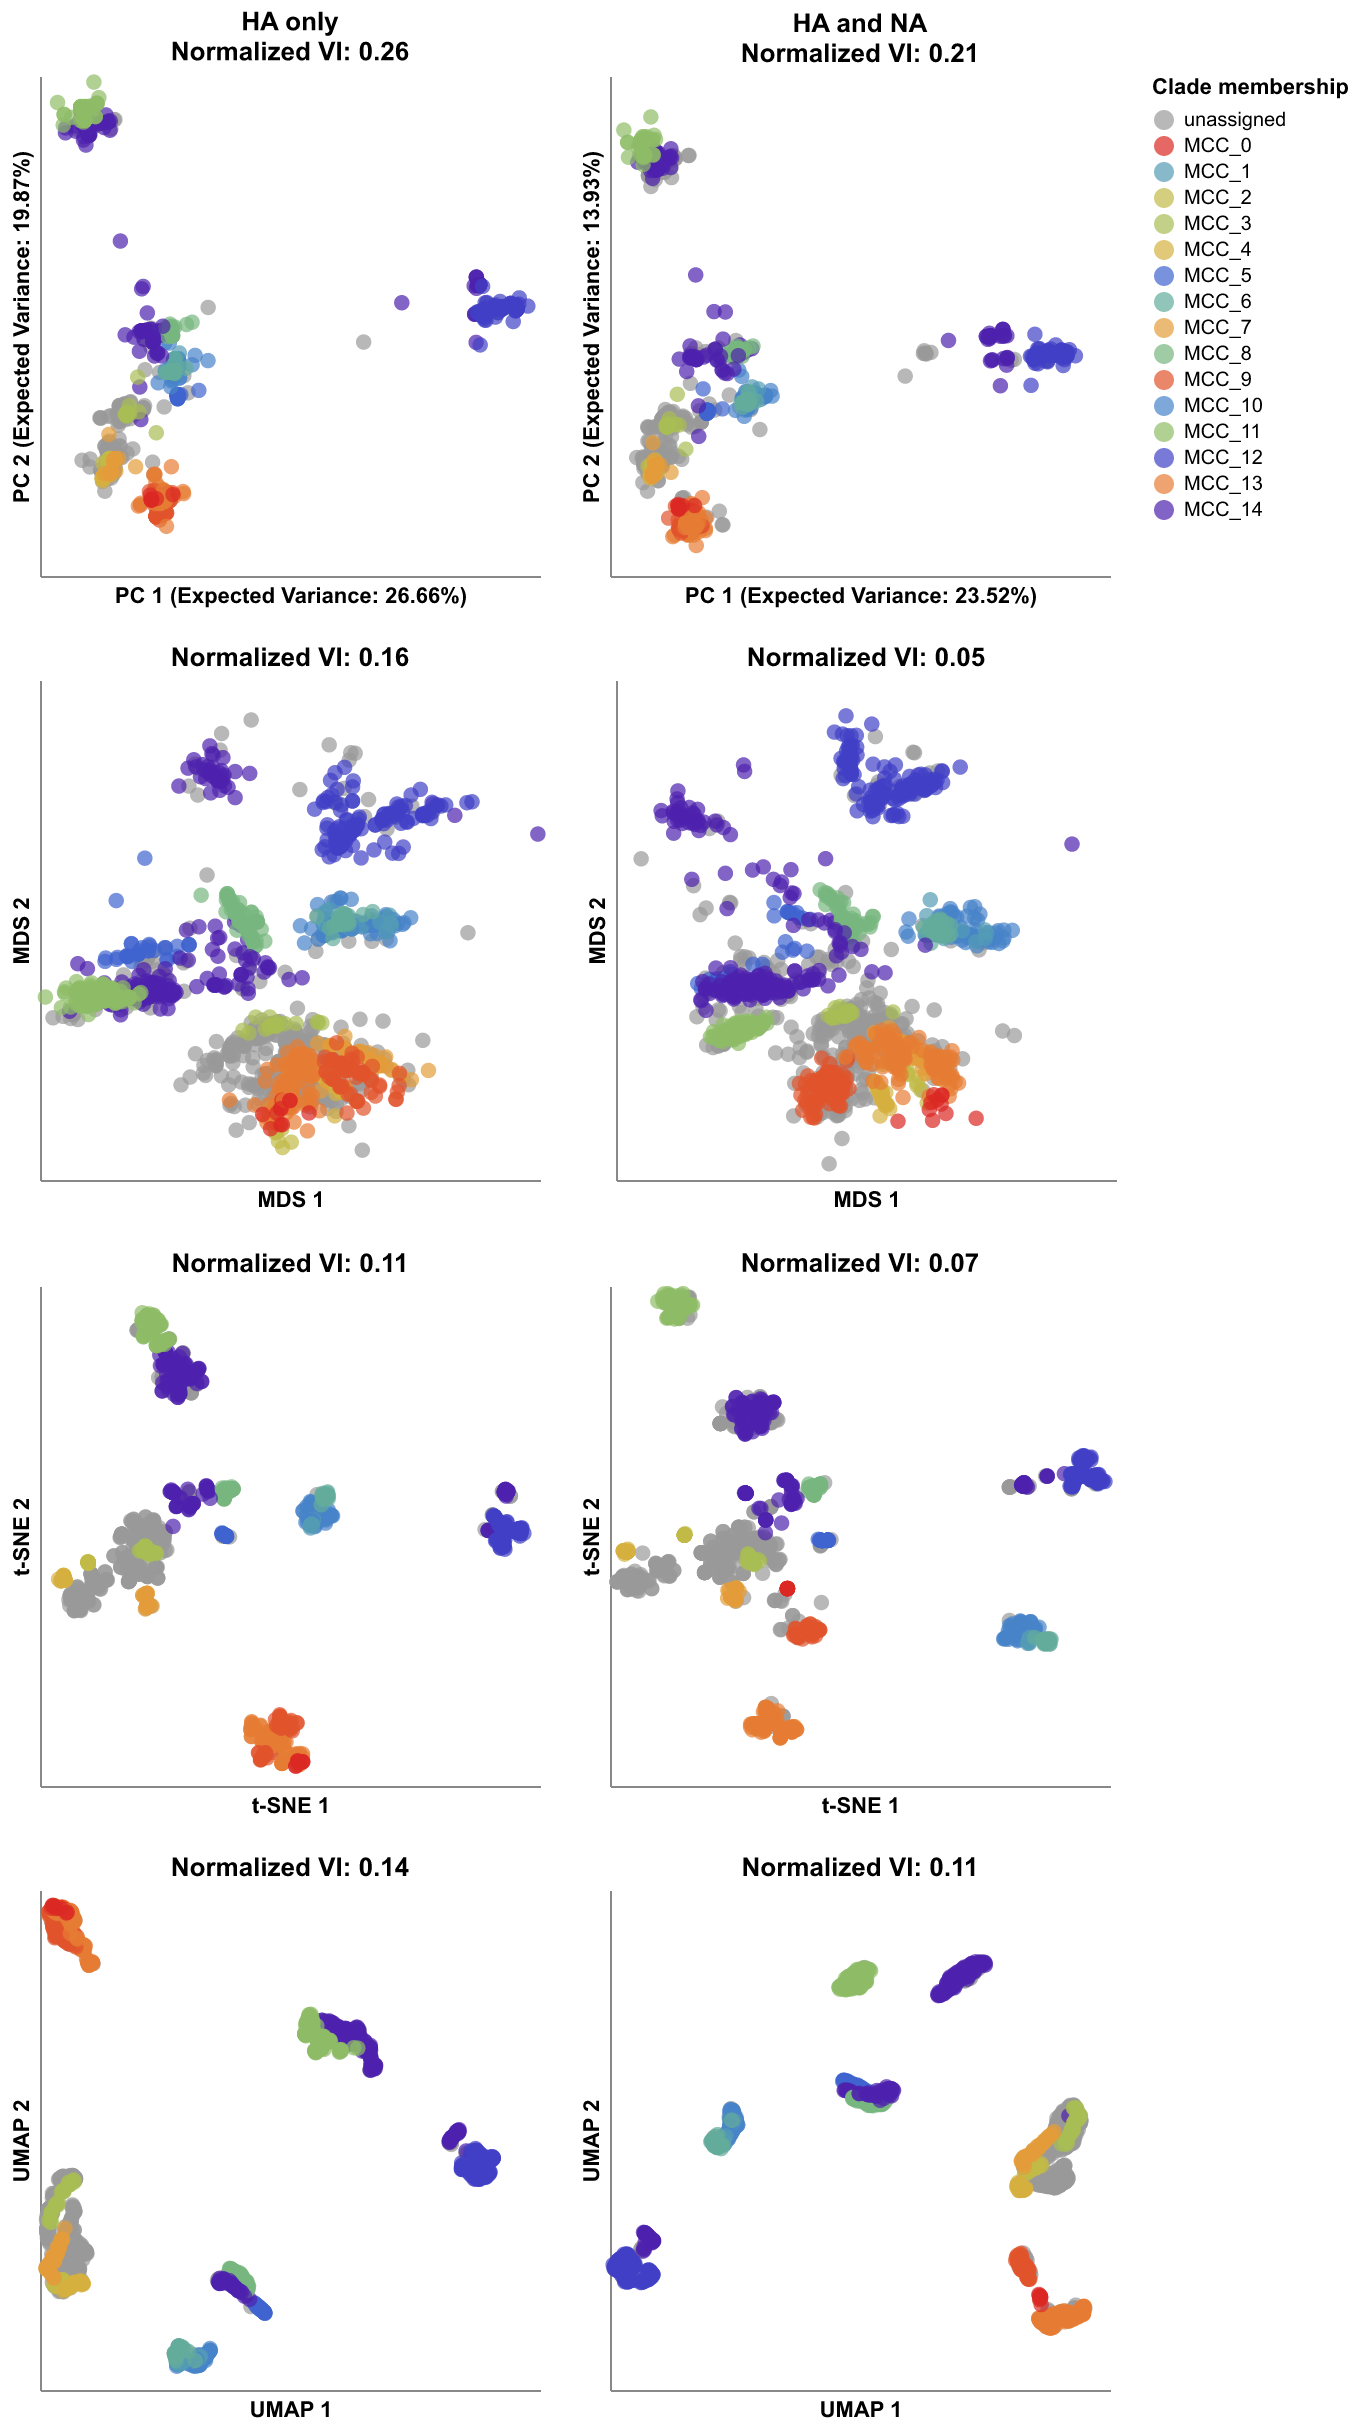 HA only
Normalized VI: 0.26
HA and NA
Normalized VI: 0.21
Clade membership
unassigned
MCC_0
MCC_1
MCC_2
MCC_3
MCC_4
MCC_5
MCC_6
MCC_7
MCC_8
MCC_9
MCC_10
MCC_11
MCC_12
MCC_13
MCC_14
PC 2 (Expected Variance: 19.87%)
PC 1 (Expected Variance: 26.66%)
PC 2 (Expected Variance: 13.93%)
PC 1 (Expected Variance: 23.52%)
Normalized VI: 0.16
MDS 2
MDS 1
Normalized VI: 0.05
MDS 2
MDS 1
Normalized VI: 0.11
t-SNE 2
t-SNE 1
Normalized VI: 0.07
t-SNE 2
t-SNE 1
Normalized VI: 0.14
UMAP 2
UMAP 1
Normalized VI: 0.11
UMAP 2
UMAP 1